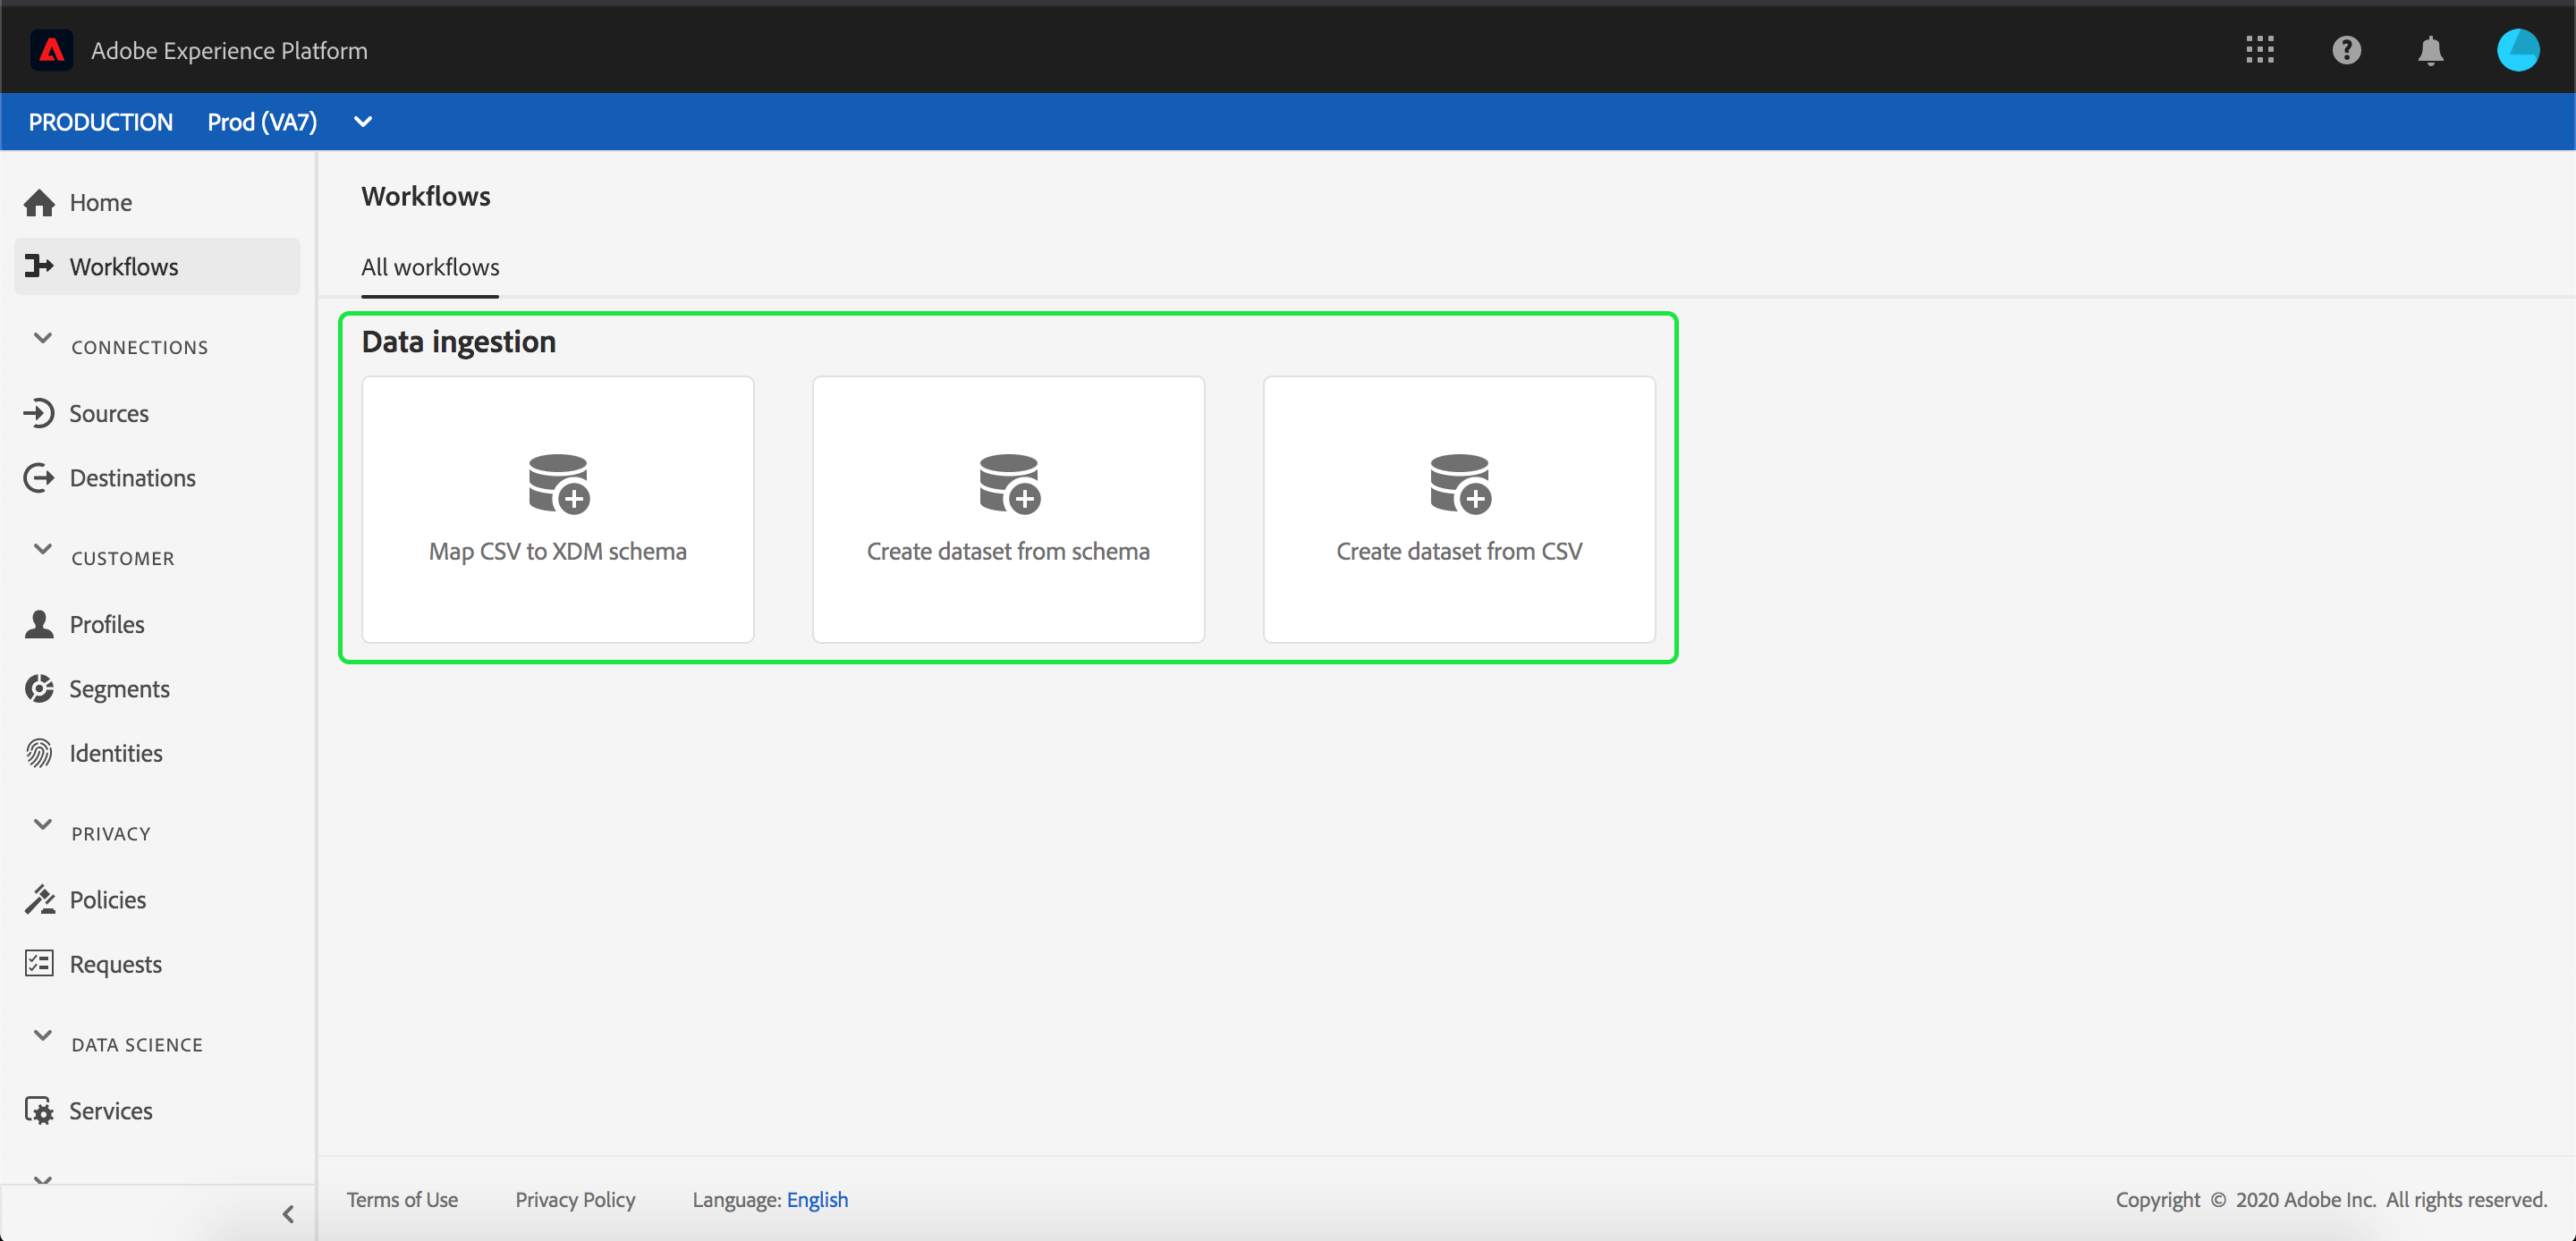 Adobe Experience Platform
PRODUCTION Prod (VA7)
Home
Workflows
CONNECTIONS
Sources
Destinations
CUSTOMER
Profiles
Segments
Identities
PRIVACY
Policies
Requests
DATA SCIENCE
Services
Workflows
All workflows
Data ingestion
Map CSV to XDM schema
Create dataset from schema
Create dataset from CSV
Terms of Use Privacy Policy Language: English Copyright © 2020 Adobe Inc. All rights reserved.